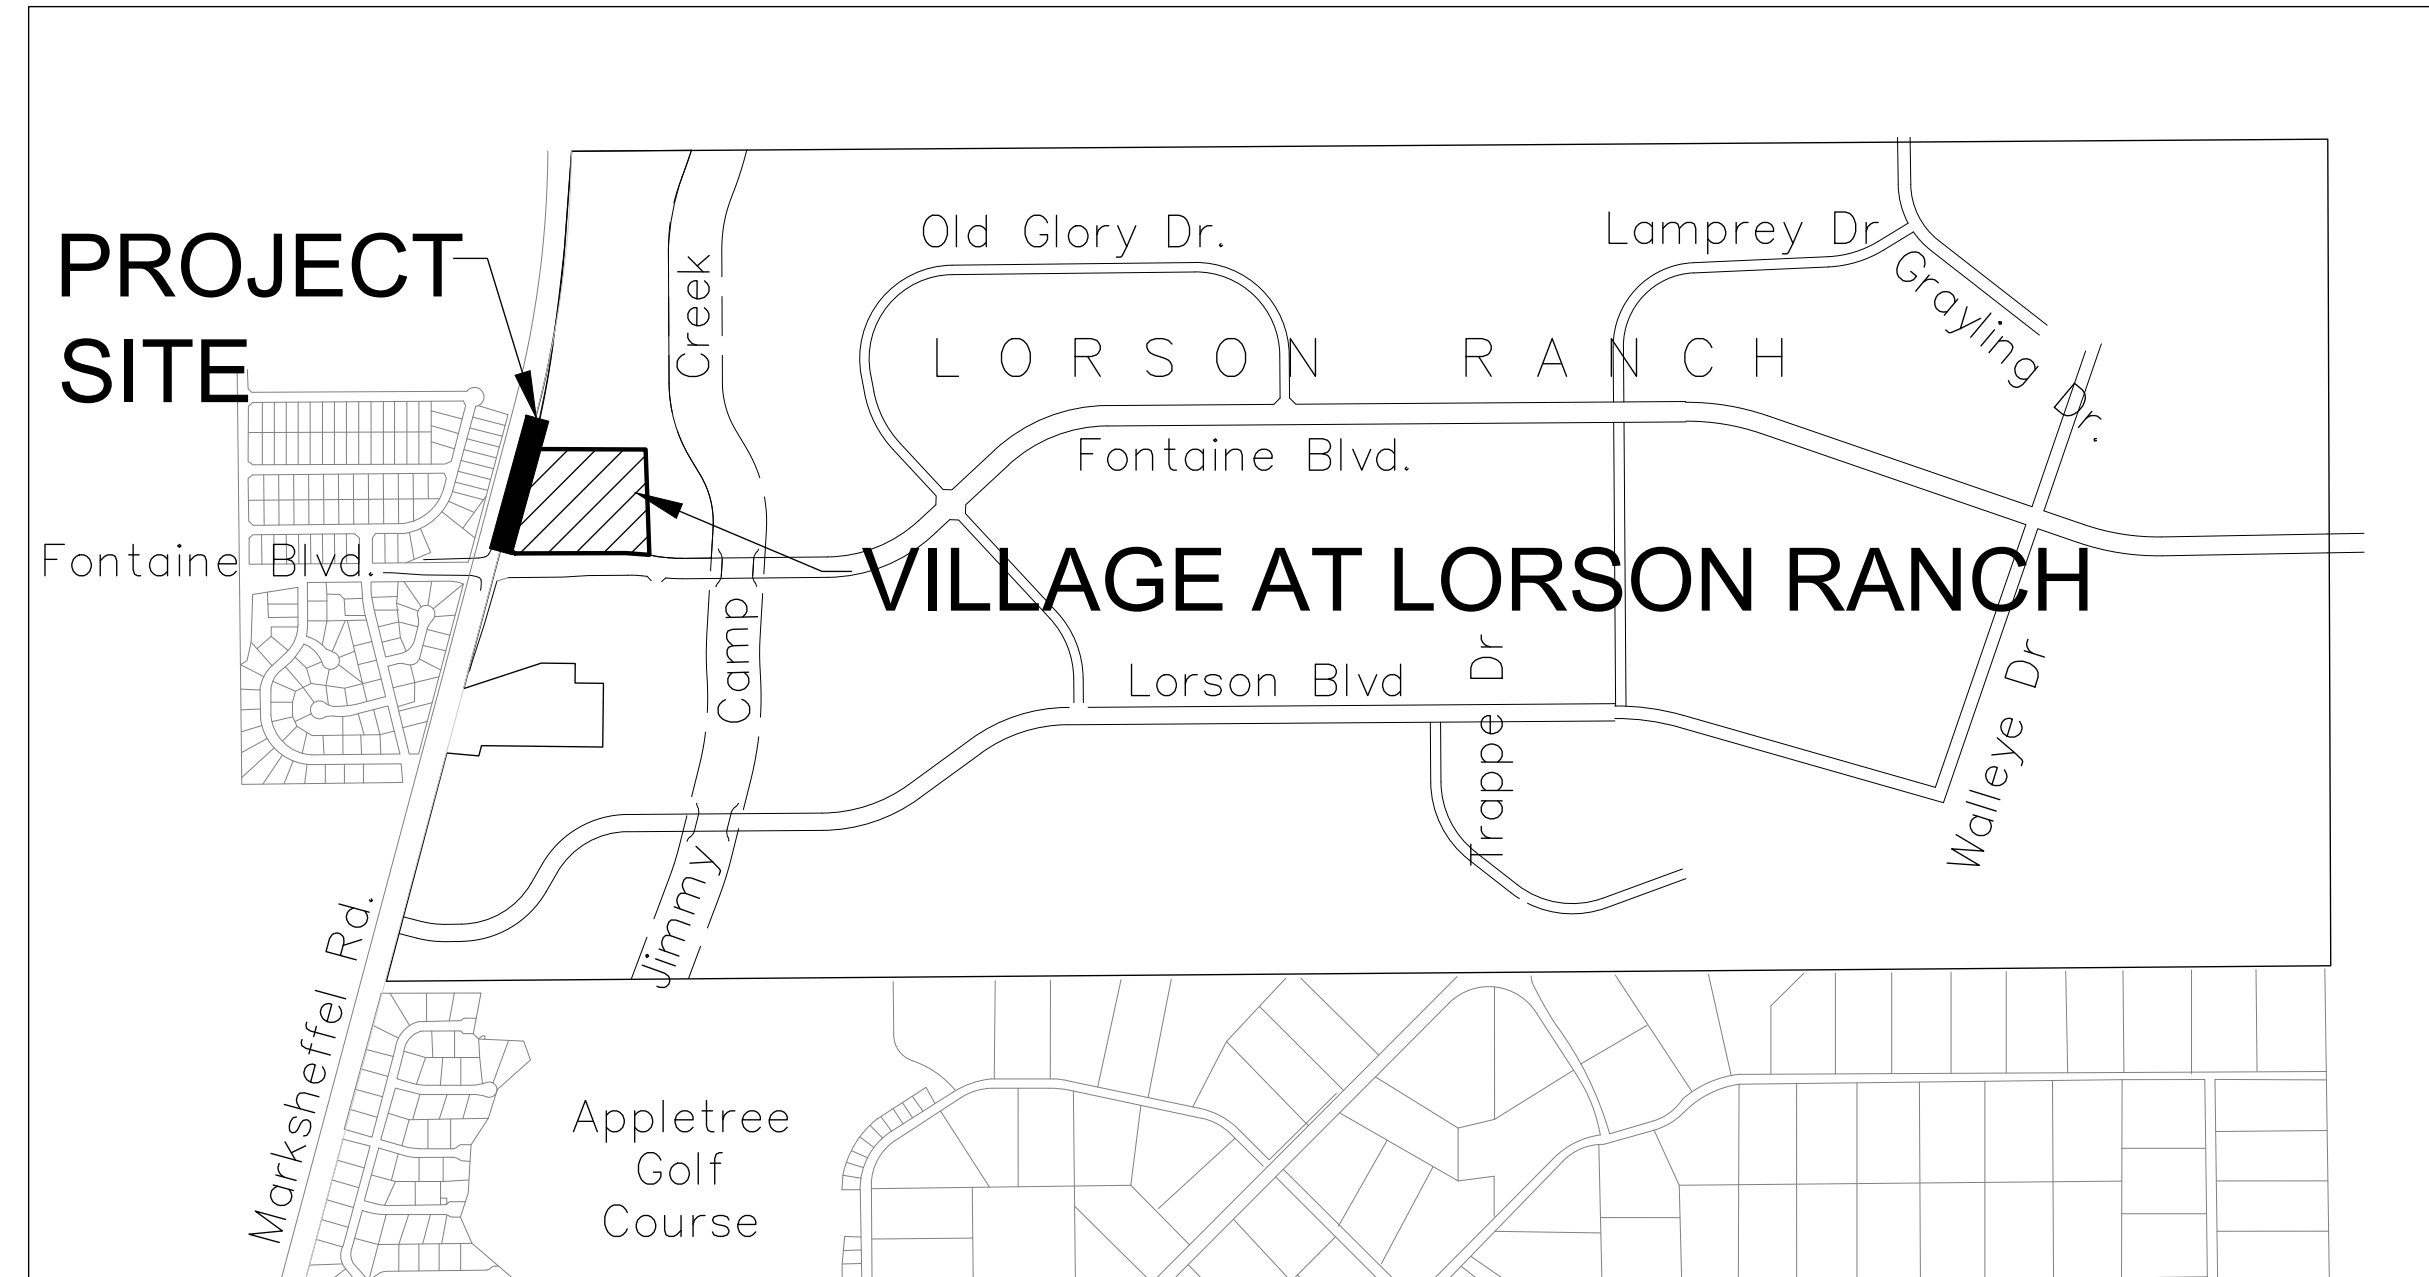 Old Glory Dr.
Lamprey Dr
PROJECT
SITE
Grayling Dr.
LORSON RANCH
Fontaine Blvd.
Fontaine Blvd.
VILLAGE AT LORSON RANCH
Lorson Blvd
Trappe Dr
Walleye Dr
Jimmy Camp Creek
Marksheffel Rd.
Appletree
Golf
Course